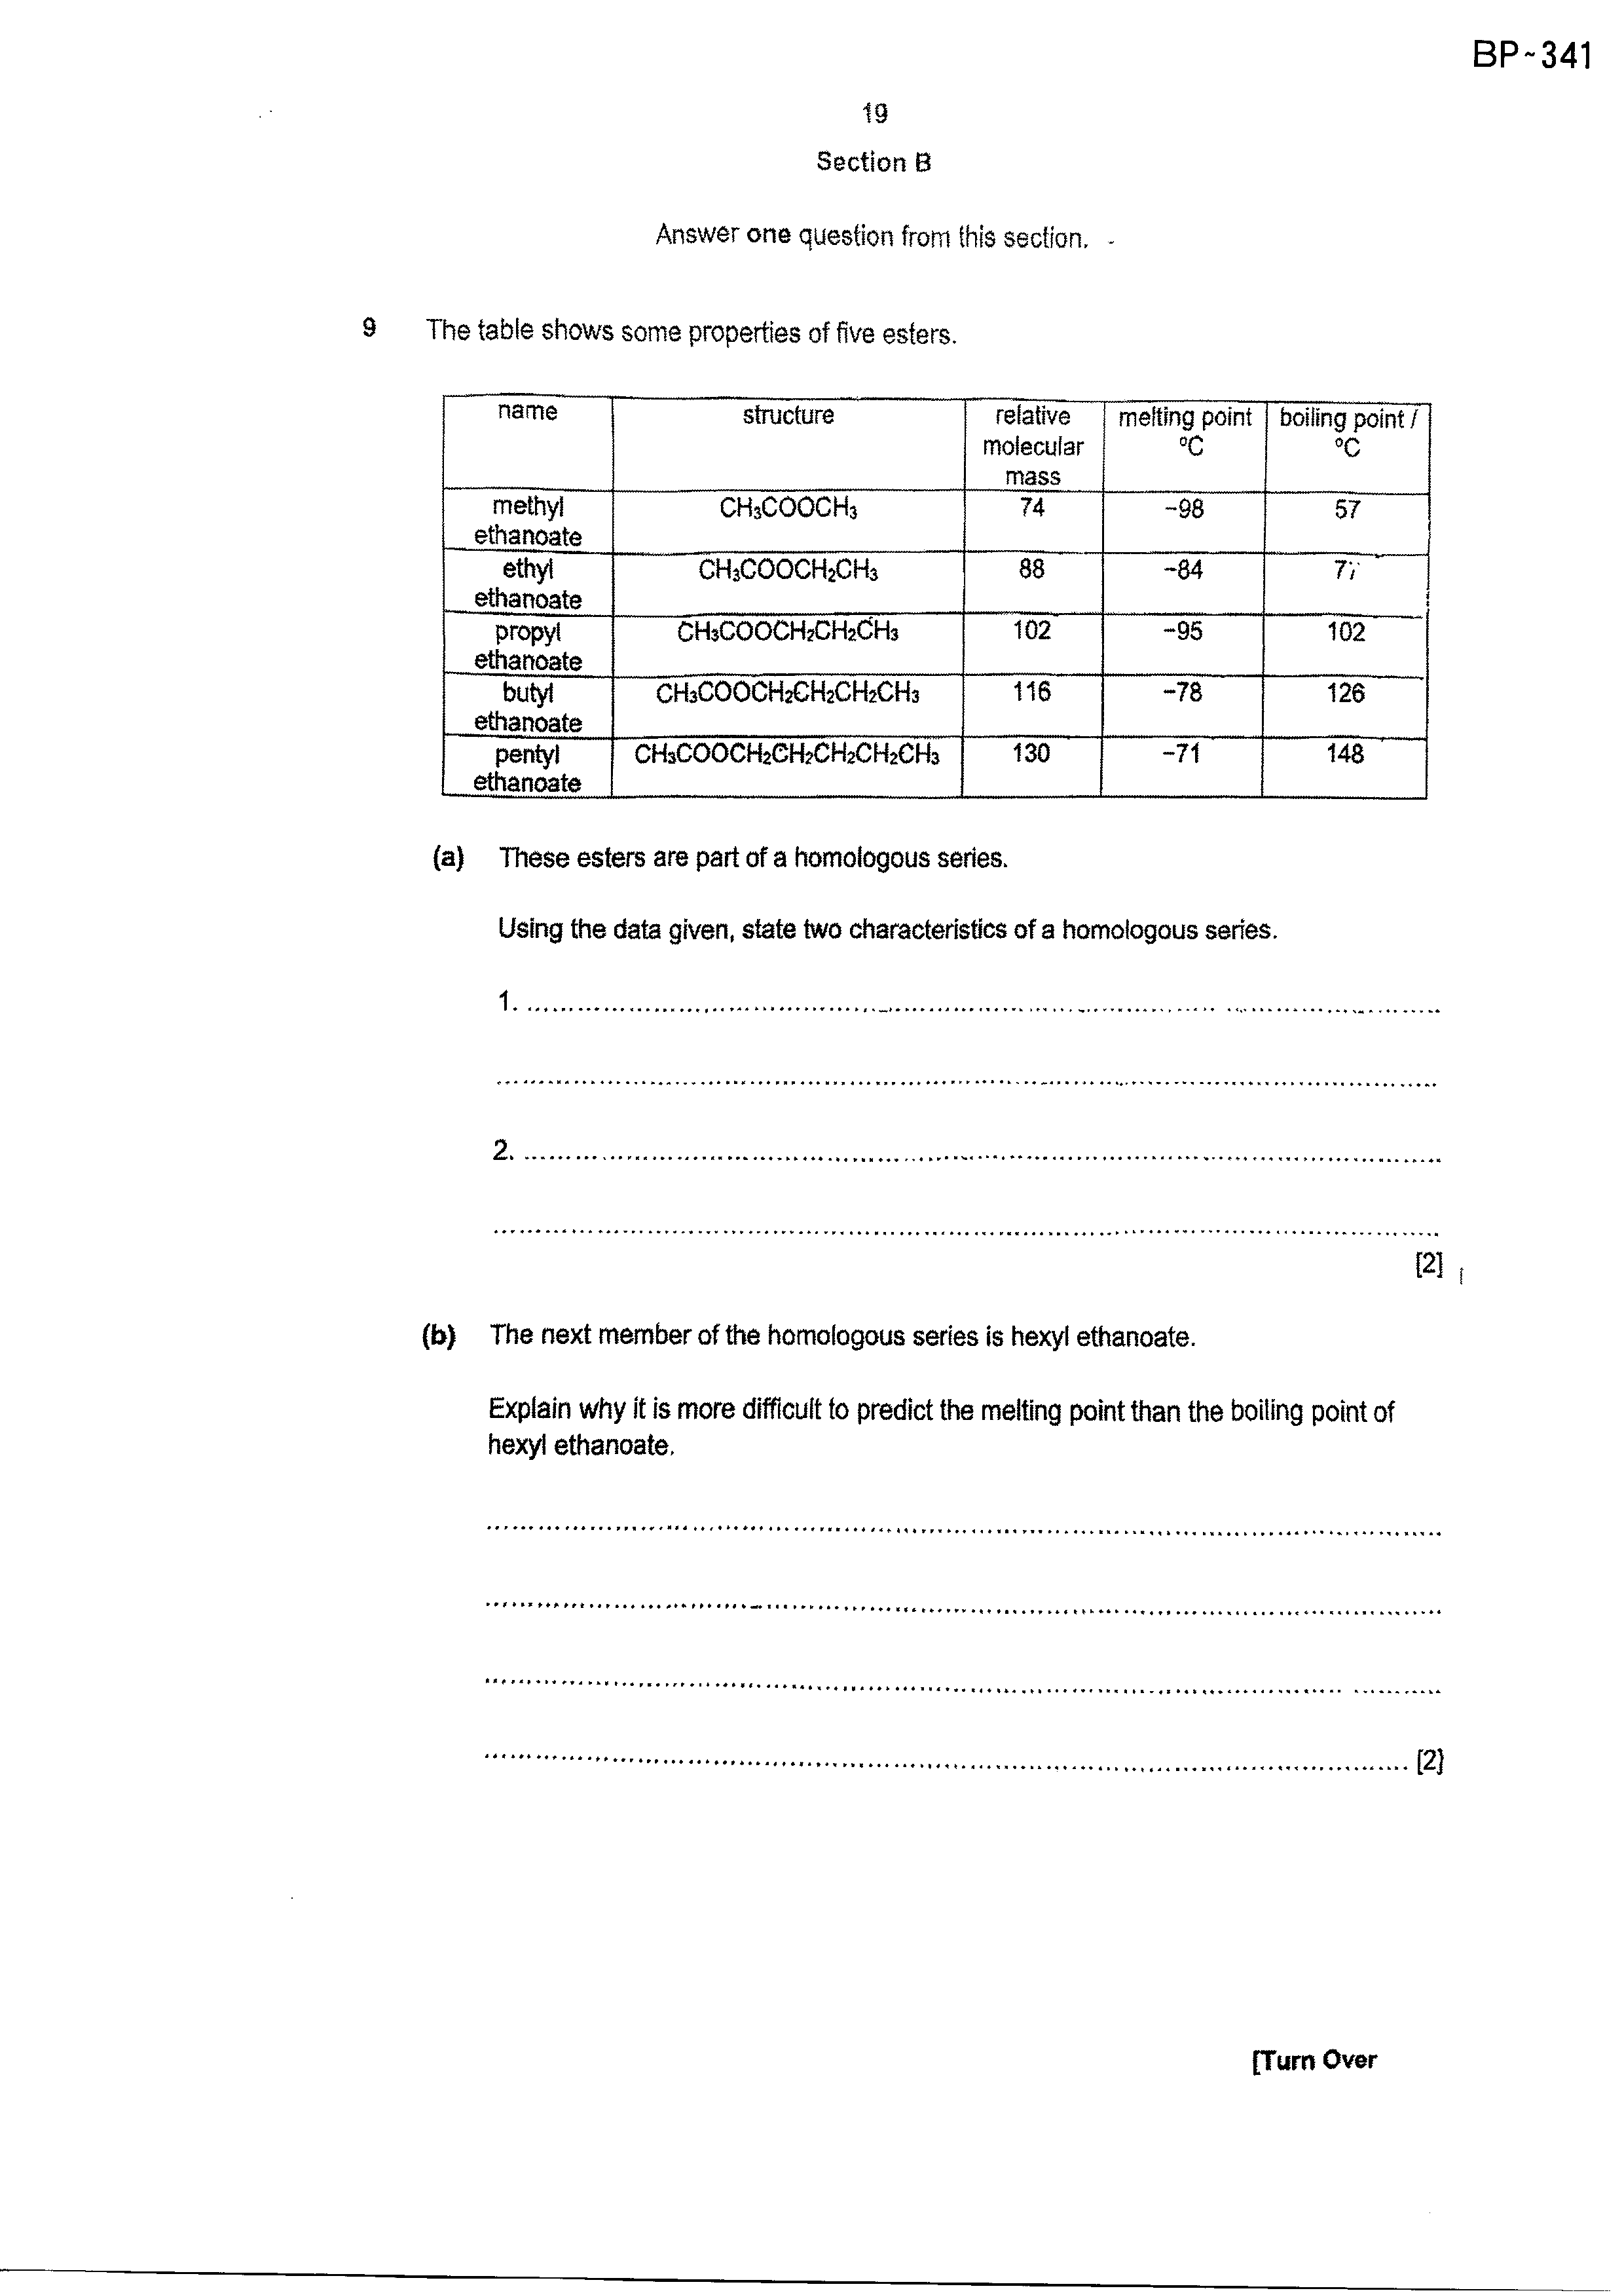 BP~341
19
Section B
Answer one question from this section.
9 The table shows some properties of five esters.
name structure relative molecular mass melting point °C boiling point / °C
methyl ethanoate CH₃COOCH₃ 74 −98 57
ethyl ethanoate CH₃COOCH₂CH₃ 88 −84 77
propyl ethanoate CH₃COOCH₂CH₂CH₃ 102 −95 102
butyl ethanoate CH₃COOCH₂CH₂CH₂CH₃ 116 −78 126
pentyl ethanoate CH₃COOCH₂CH₂CH₂CH₂CH₃ 130 −71 148
(a) These esters are part of a homologous series.
Using the data given, state two characteristics of a homologous series.
1.
2.
[2]
(b) The next member of the homologous series is hexyl ethanoate.
Explain why it is more difficult to predict the melting point than the boiling point of
hexyl ethanoate.
[2]
[Turn Over